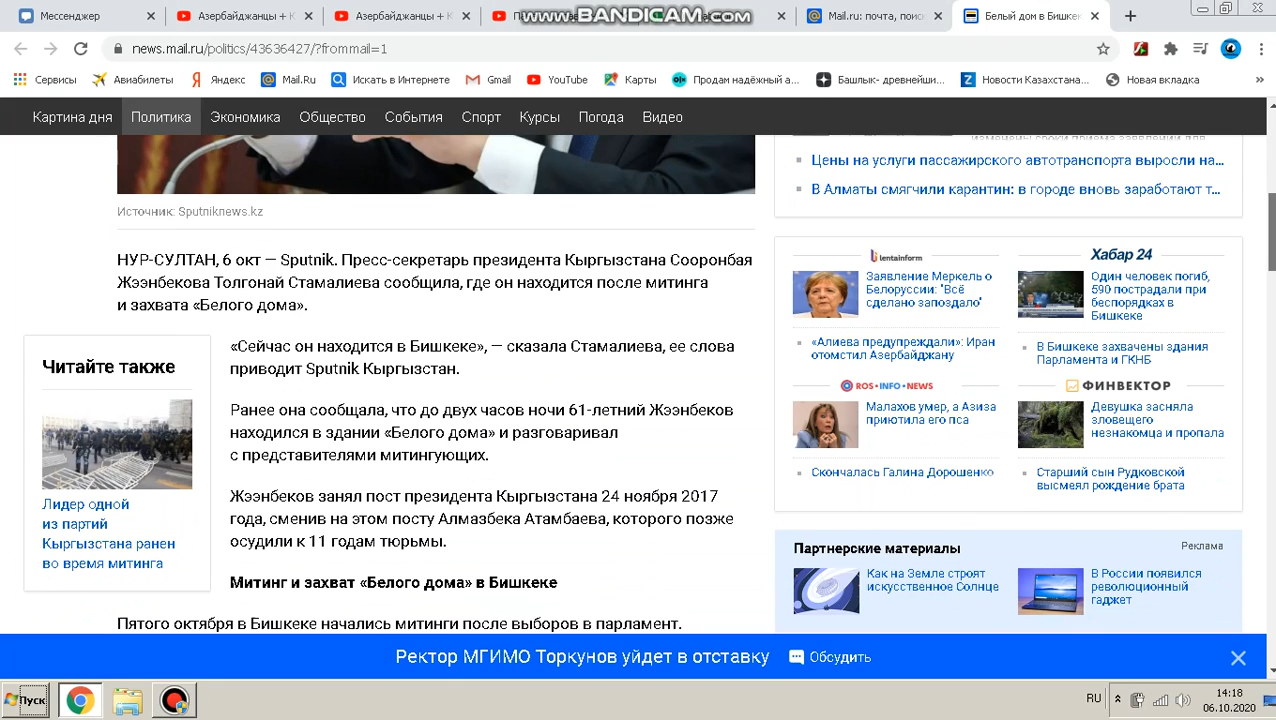 Мессенджер
Азербайджанцы + К
Азербайджанцы + К
www.BANDICAM.com
Mail.ru: почта, поис
Белый дом в Бишкек
news.mail.ru/politics/43636427/?frommail=1
Сервисы
Авиабилеты
Яндекс
Mail.Ru
Искать в Интернете
Gmail
YouTube
Карты
Продам надёжный а...
Башлык- древнейши...
Новости Казахстана...
Новая вкладка
»
Картина дня
Политика
Экономика
Общество
События
Спорт
Курсы
Погода
Видео
Источник: Sputniknews.kz
НУР-СУЛТАН, 6 окт — Sputnik. Пресс-секретарь президента Кыргызстана Сооронбая
Жээнбекова Толгонай Стамалиева сообщила, где он находится после митинга
и захвата «Белого дома».
Читайте также
Лидер одной
из партий
Кыргызстана ранен
во время митинга
«Сейчас он находится в Бишкеке», — сказала Стамалиева, ее слова
приводит Sputnik Кыргызстан.
Ранее она сообщала, что до двух часов ночи 61-летний Жээнбеков
находился в здании «Белого дома» и разговаривал
с представителями митингующих.
Жээнбеков занял пост президента Кыргызстана 24 ноября 2017
года, сменив на этом посту Алмазбека Атамбаева, которого позже
осудили к 11 годам тюрьмы.
Митинг и захват «Белого дома» в Бишкеке
Пятого октября в Бишкеке начались митинги после выборов в парламент.
изменены сроки приема заявлений для
Цены на услуги пассажирского автотранспорта выросли на...
В Алматы смягчили карантин: в городе вновь заработают т...
lentainform
Заявление Меркель о
Белоруссии: "Всё
сделано запоздало"
«Алиева предупреждали»: Иран
отомстил Азербайджану
Хабар 24
Один человек погиб,
590 пострадали при
беспорядках в
Бишкеке
В Бишкеке захвачены здания
Парламента и ГКНБ
ROS•INFO•NEWS
Малахов умер, а Азиза
приютила его пса
Скончалась Галина Дорошенко
ФИНВЕКТОР
Девушка засняла
зловещего
незнакомца и пропала
Старший сын Рудковской
высмеял рождение брата
Партнерские материалы
Реклама
Как на Земле строят
искусственное Солнце
В России появился
революционный
гаджет
Ректор МГИМО Торкунов уйдет в отставку
Обсудить
Пуск
RU
14:18
06.10.2020